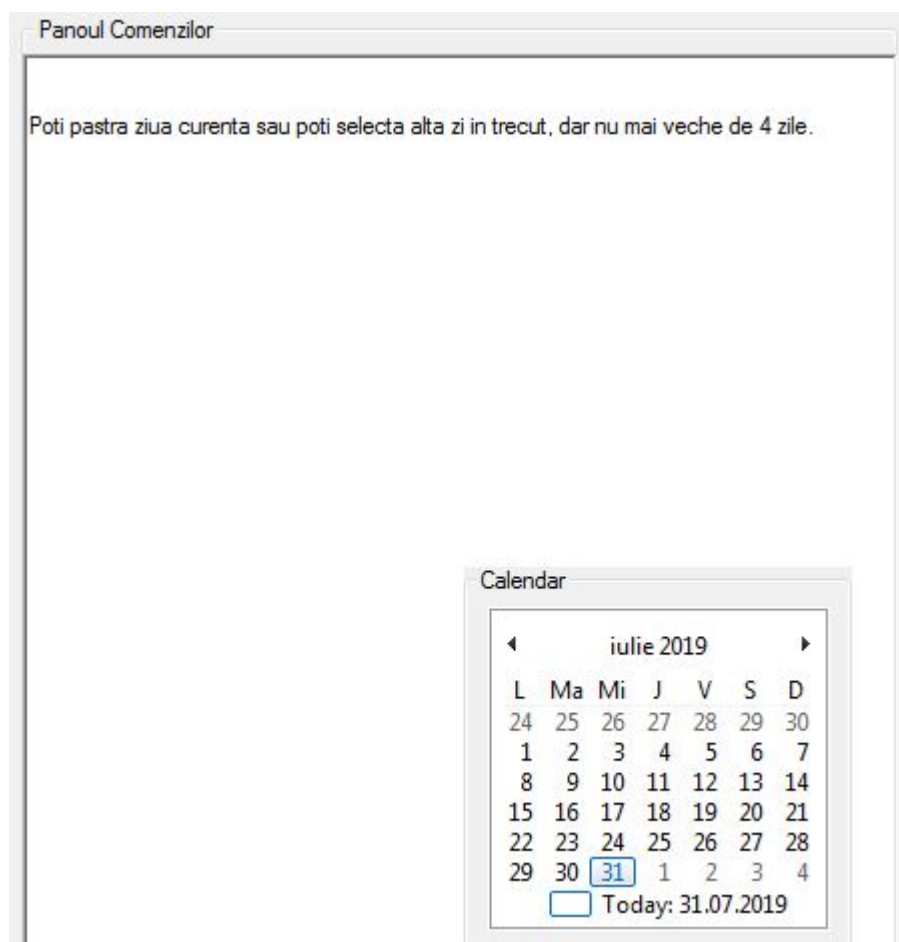 Panoul Comenzilor
Poti pastra ziua curenta sau poti selecta alta zi in trecut, dar nu mai veche de 4 zile.
Calendar
iulie 2019
L Ma Mi J V S D
24 25 26 27 28 29 30
1 2 3 4 5 6 7
8 9 10 11 12 13 14
15 16 17 18 19 20 21
22 23 24 25 26 27 28
29 30 31 1 2 3 4
Today: 31.07.2019